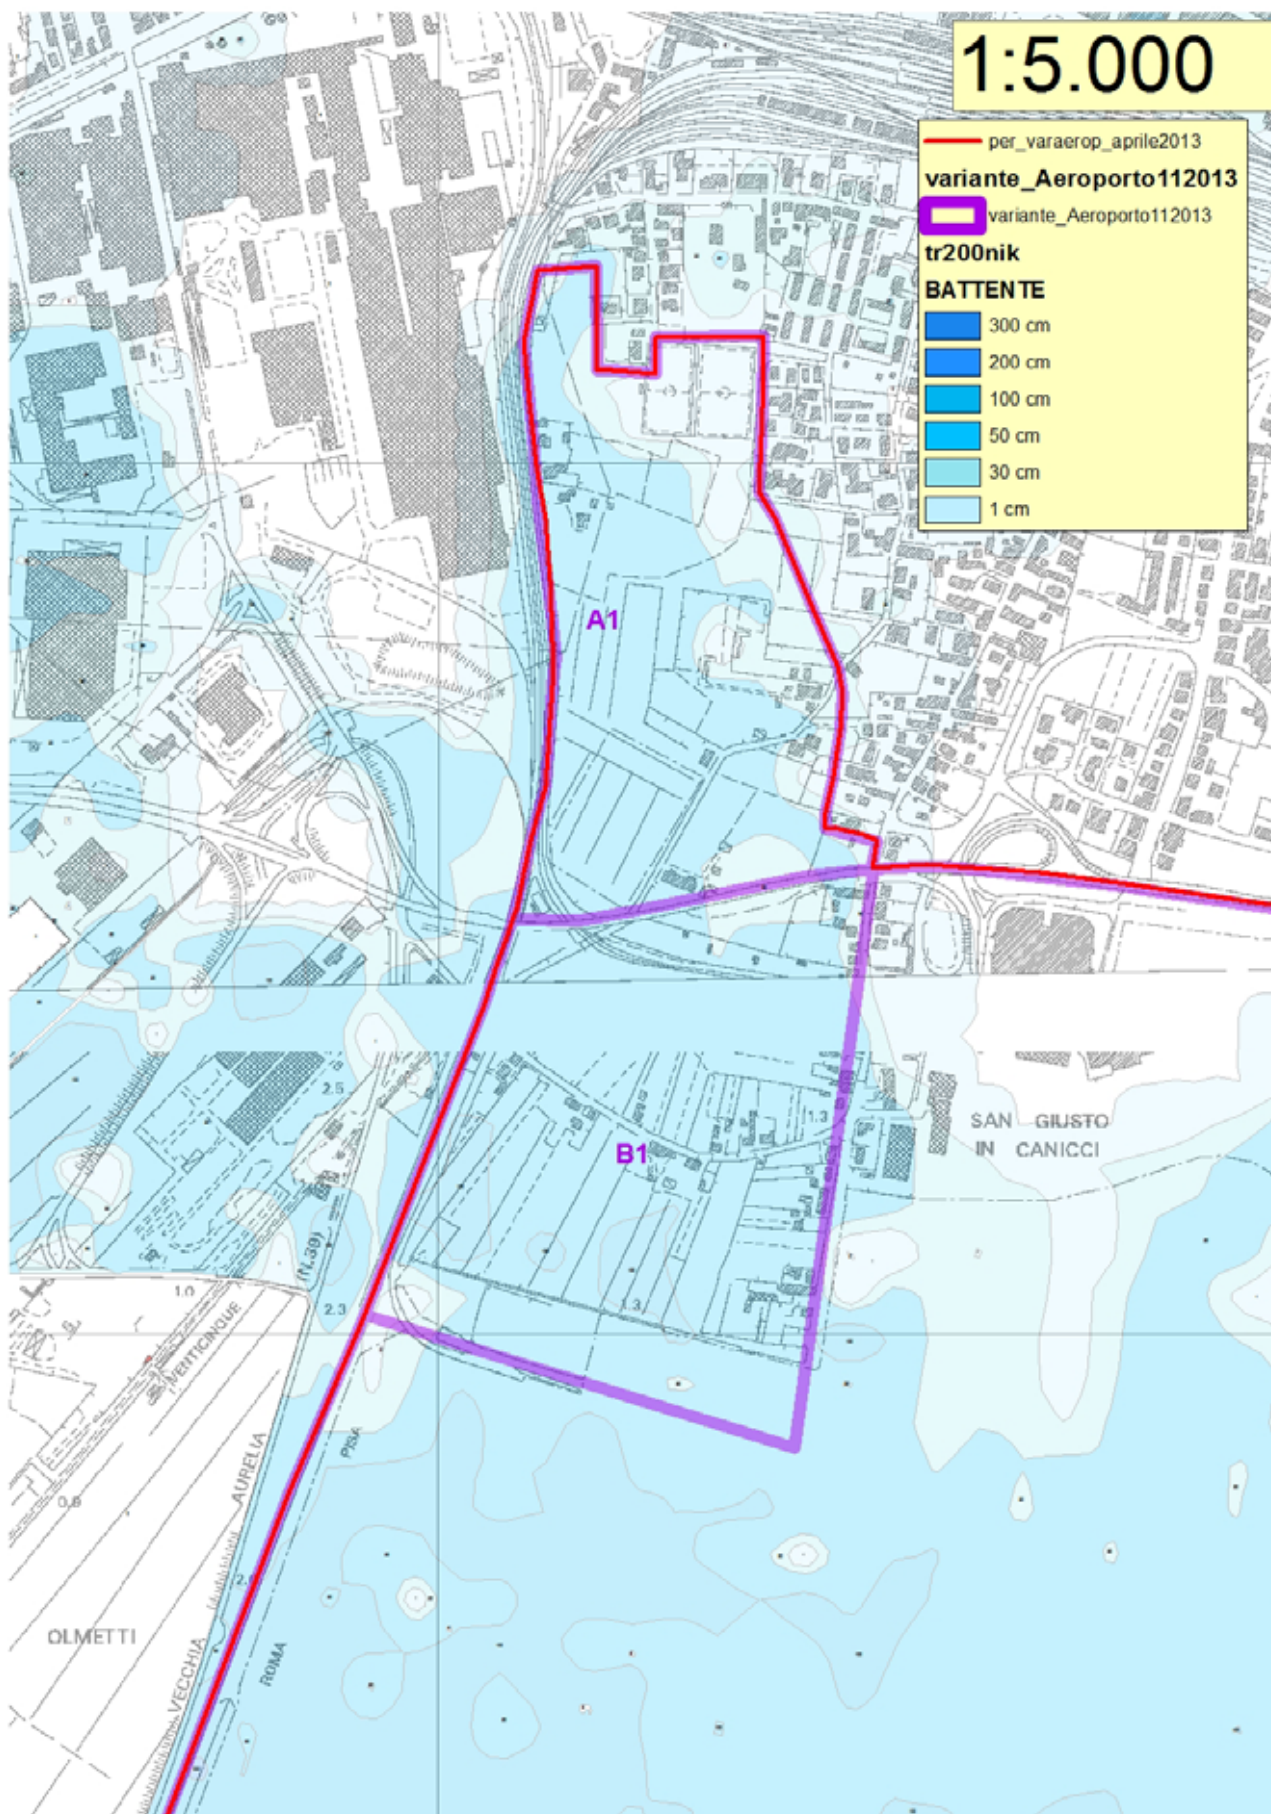 1:5.000
per_varaerop_aprile2013
variante_Aeroporto112013
variante_Aeroporto112013
tr200nik
BATTENTE
300 cm
200 cm
100 cm
50 cm
30 cm
1 cm
A1
2.5
1.3
SAN GIUSTO
IN CANICCI
B1
(N.39)
1.0
2.3
1.3
VENTICINQUE
PISA
AURELIA
0.9
OLMETTI
VECCHIA
ROMA